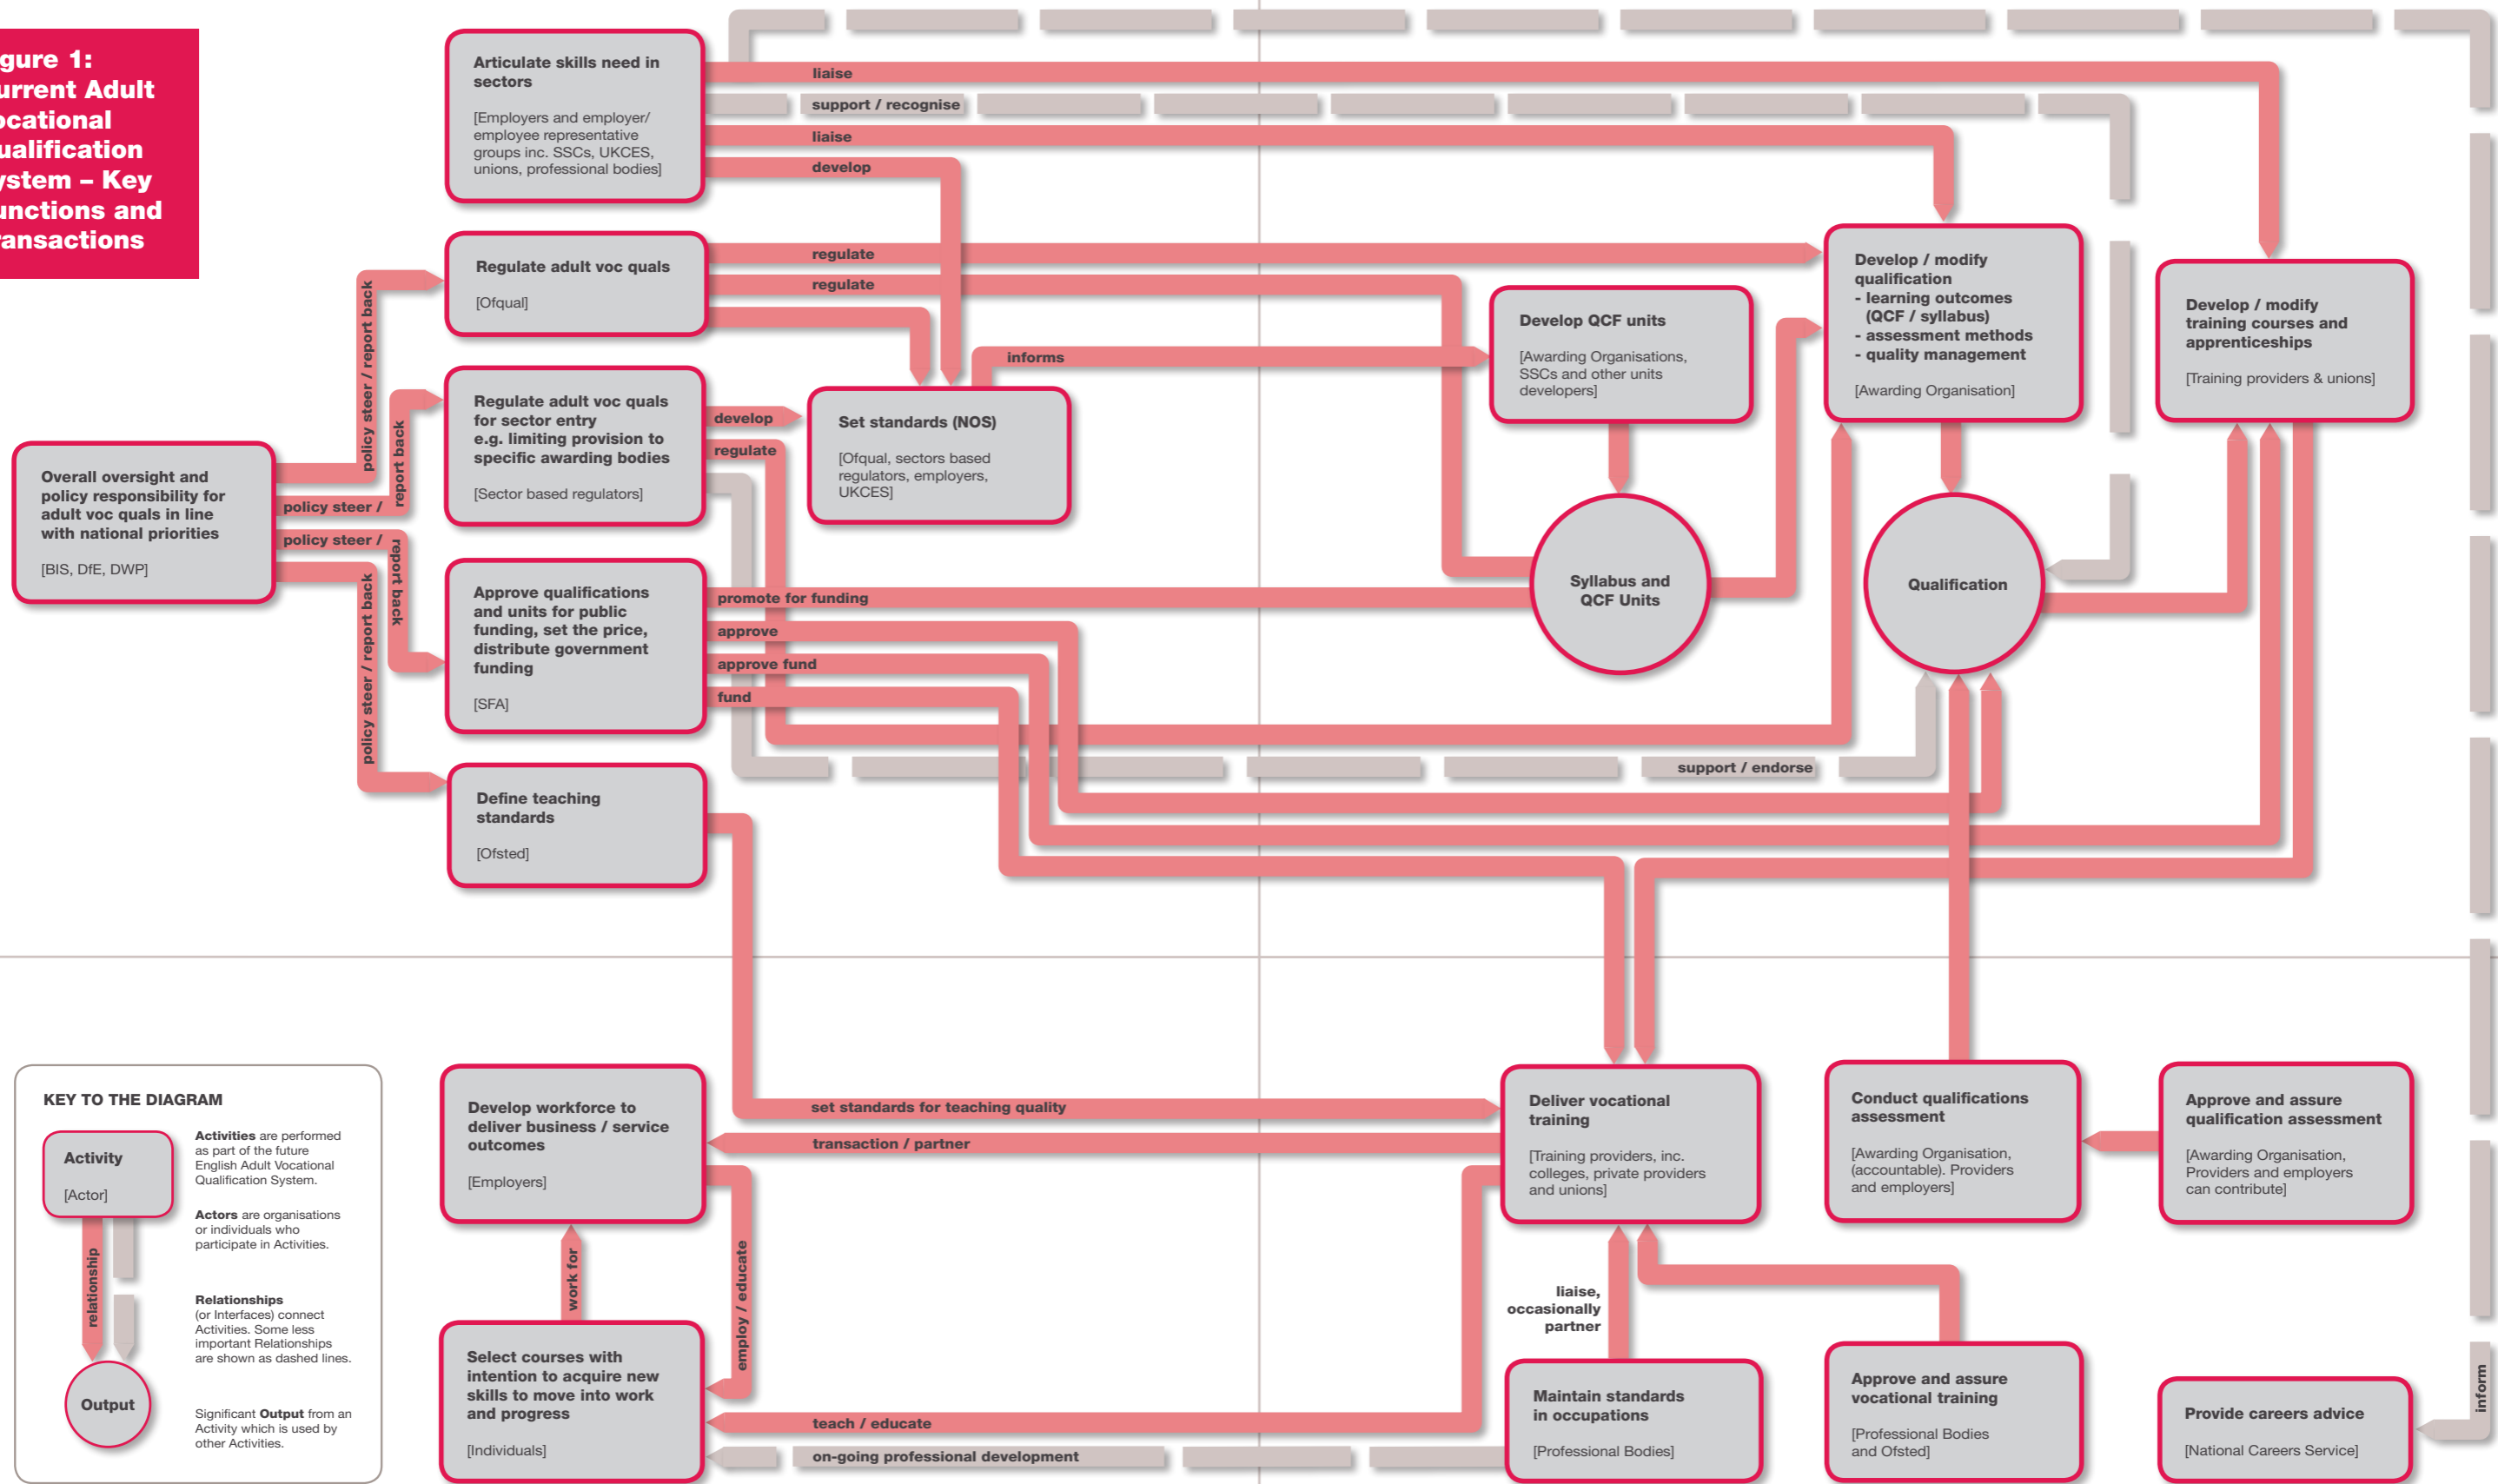 gure 1:
urrent Adult
ocational
ualification
ystem – Key
unctions and
ransactions
Articulate skills need in
sectors
[Employers and employer/
employee representative
groups inc. SSCs, UKCES,
unions, professional bodies]
liaise
support / recognise
liaise
develop
Regulate adult voc quals
[Ofqual]
regulate
regulate
Regulate adult voc quals
for sector entry
e.g. limiting provision to
specific awarding bodies
[Sector based regulators]
develop
regulate
Set standards (NOS)
[Ofqual, sectors based
regulators, employers,
UKCES]
informs
Develop QCF units
[Awarding Organisations,
SSCs and other units
developers]
Develop / modify
qualification
- learning outcomes
(QCF / syllabus)
- assessment methods
- quality management
[Awarding Organisation]
Develop / modify
training courses and
apprenticeships
[Training providers & unions]
Overall oversight and
policy responsibility for
adult voc quals in line
with national priorities
[BIS, DfE, DWP]
policy steer / report back
policy steer /
report back
policy steer /
report back
policy steer / report back
Approve qualifications
and units for public
funding, set the price,
distribute government
funding
[SFA]
promote for funding
approve
approve fund
fund
Syllabus and
QCF Units
Qualification
support / endorse
Define teaching
standards
[Ofsted]
KEY TO THE DIAGRAM
Activity
[Actor]
relationship
Output
Activities are performed
as part of the future
English Adult Vocational
Qualification System.
Actors are organisations
or individuals who
participate in Activities.
Relationships
(or Interfaces) connect
Activities. Some less
important Relationships
are shown as dashed lines.
Significant Output from an
Activity which is used by
other Activities.
Develop workforce to
deliver business / service
outcomes
[Employers]
set standards for teaching quality
transaction / partner
work for
employ / educate
Select courses with
intention to acquire new
skills to move into work
and progress
[Individuals]
teach / educate
on-going professional development
Deliver vocational
training
[Training providers, inc.
colleges, private providers
and unions]
Conduct qualifications
assessment
[Awarding Organisation,
(accountable). Providers
and employers]
Approve and assure
qualification assessment
[Awarding Organisation,
Providers and employers
can contribute]
liaise,
occasionally
partner
Maintain standards
in occupations
[Professional Bodies]
Approve and assure
vocational training
[Professional Bodies
and Ofsted]
Provide careers advice
[National Careers Service]
inform